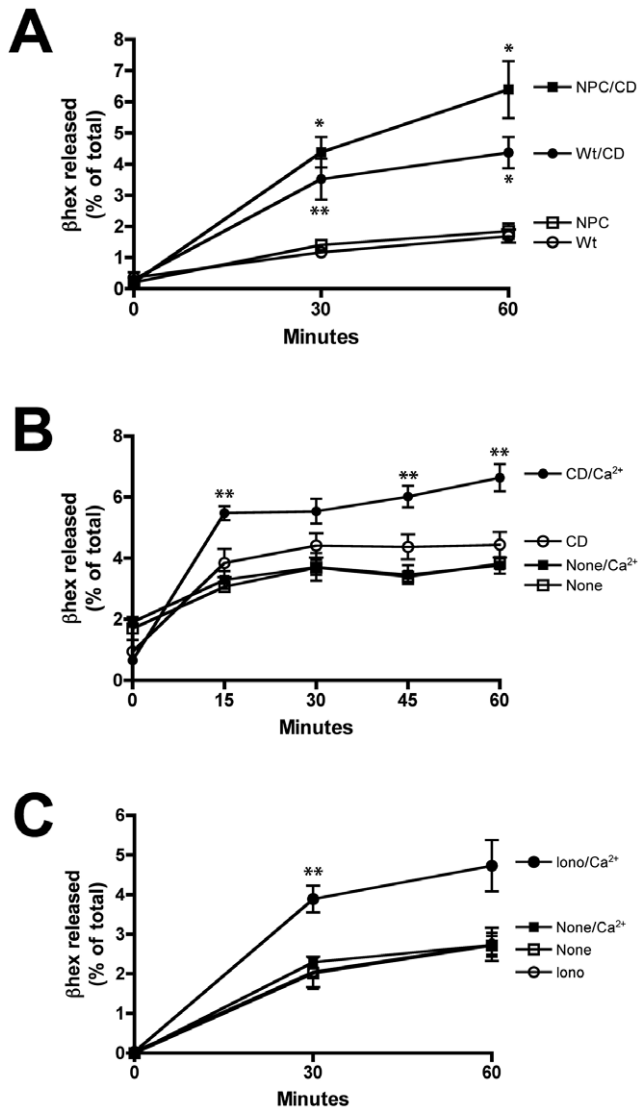 A
βhex released
(% of total)
8
7
6
5
4
3
2
1
0
0 30 60
Minutes
*
**
*
*
NPC/CD
Wt/CD
NPC
Wt
B
βhex released
(% of total)
8
6
4
2
0
0 15 30 45 60
Minutes
**
**
**
CD/Ca²⁺
CD
None/Ca²⁺
None
C
βhex released
(% of total)
6
5
4
3
2
1
0
0 30 60
Minutes
**
Iono/Ca²⁺
None/Ca²⁺
None
Iono